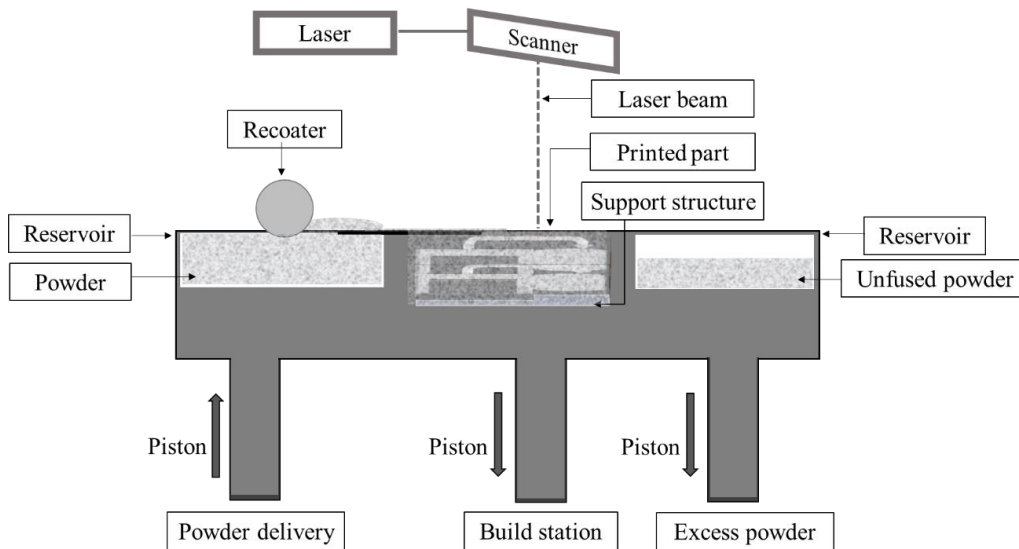 Laser
Scanner
Laser beam
Recoater
Printed part
Support structure
Reservoir
Reservoir
Powder
Unfused powder
Piston
Piston
Piston
Powder delivery
Build station
Excess powder